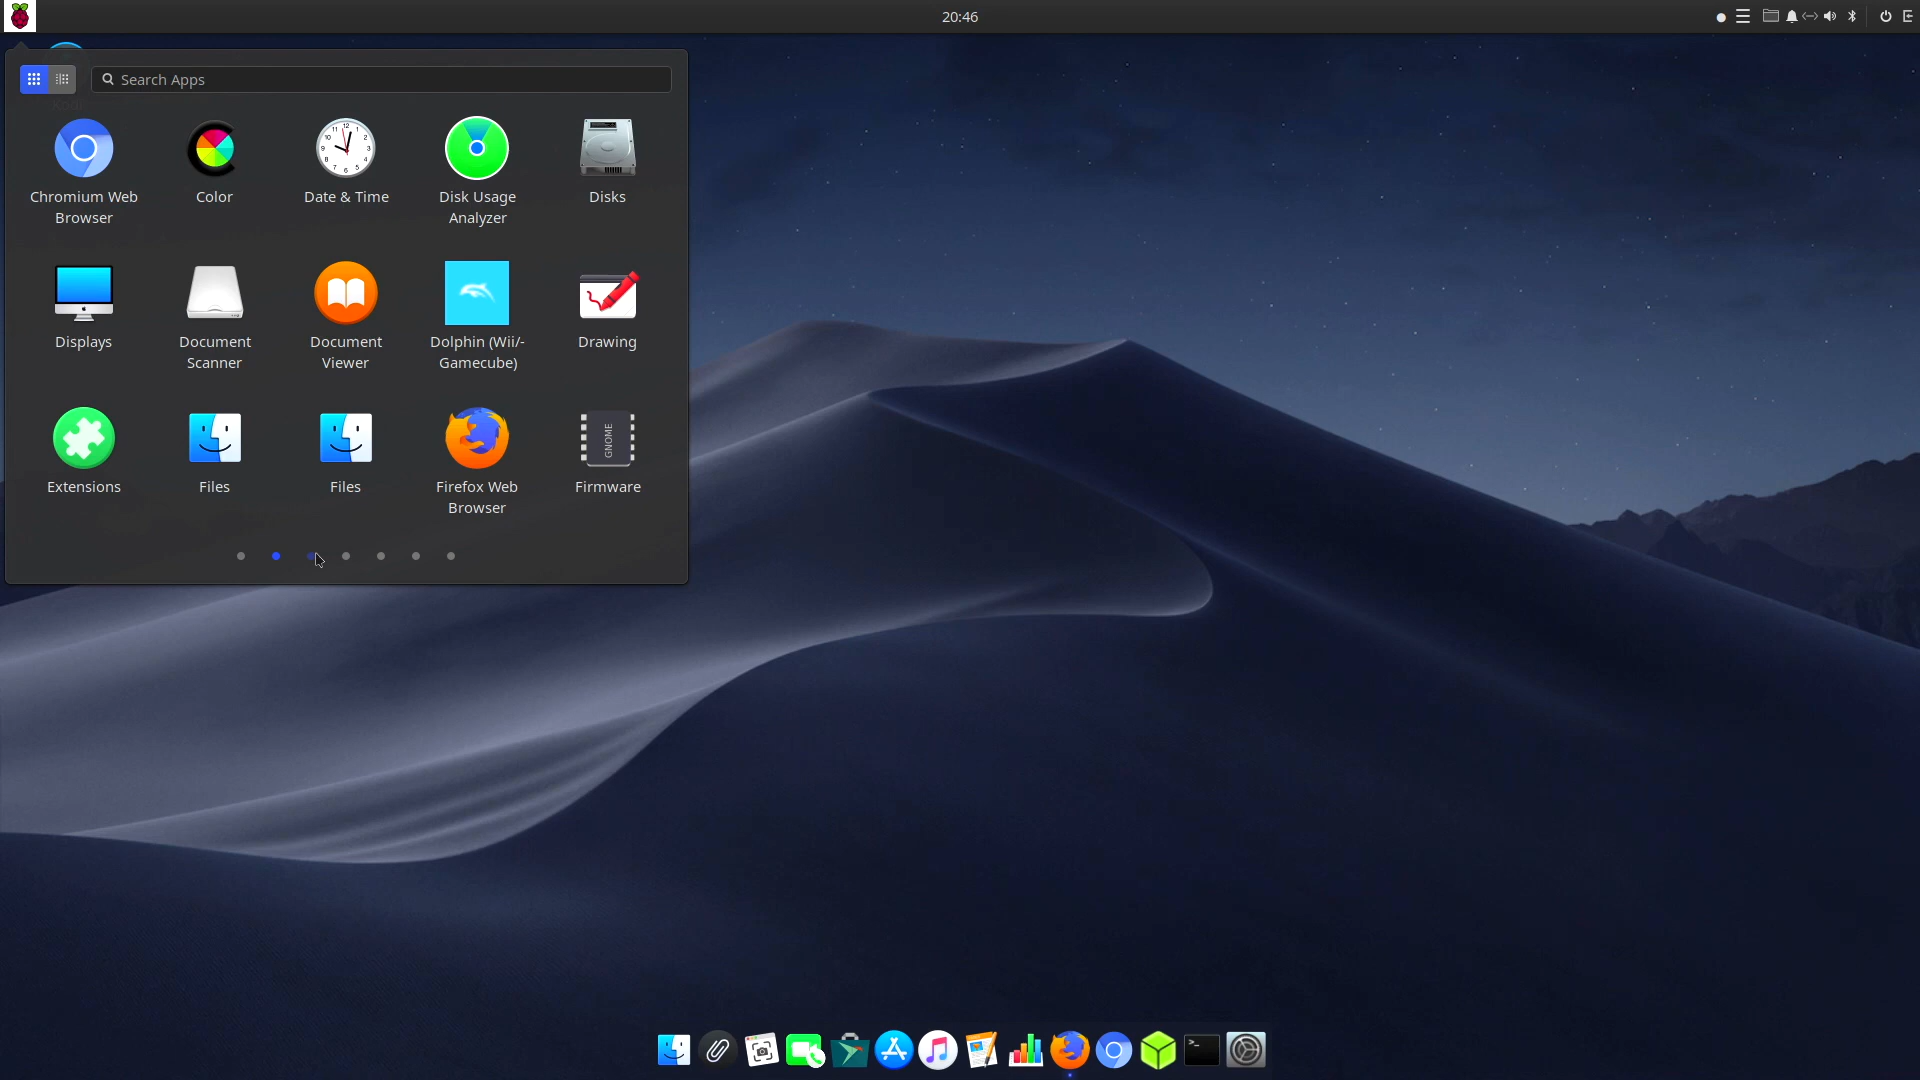 20:46
Search Apps
Chromium Web
Browser
Color
Date & Time
Disk Usage
Analyzer
Disks
Displays
Document
Scanner
Document
Viewer
Dolphin (Wii/-
Gamecube)
Drawing
Extensions
Files
Files
Firefox Web
Browser
GNOME
Firmware
>_